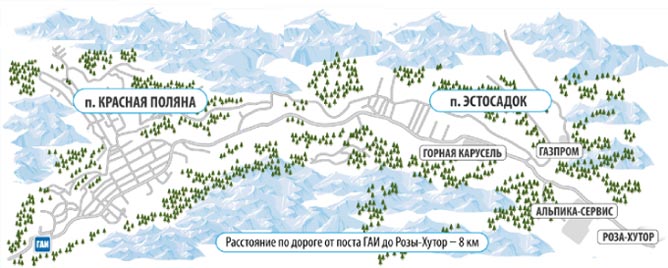 п. КРАСНАЯ ПОЛЯНА
п. ЭСТОСАДОК
ГОРНАЯ КАРУСЕЛЬ
ГАЗПРОМ
АЛЬПИКА-СЕРВИС
РОЗА-ХУТОР
ГАИ
Расстояние по дороге от поста ГАИ до Розы-Хутор – 8 км